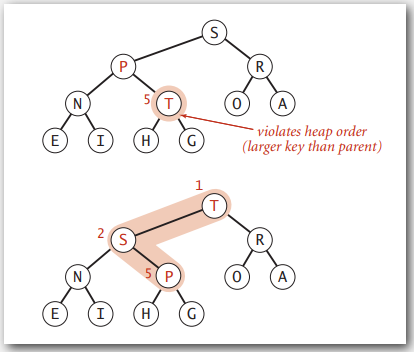 S
P R
N 5 T O A
violates heap order
(larger key than parent)
E I H G
1
T
2 S R
N 5 P O A
E I H G